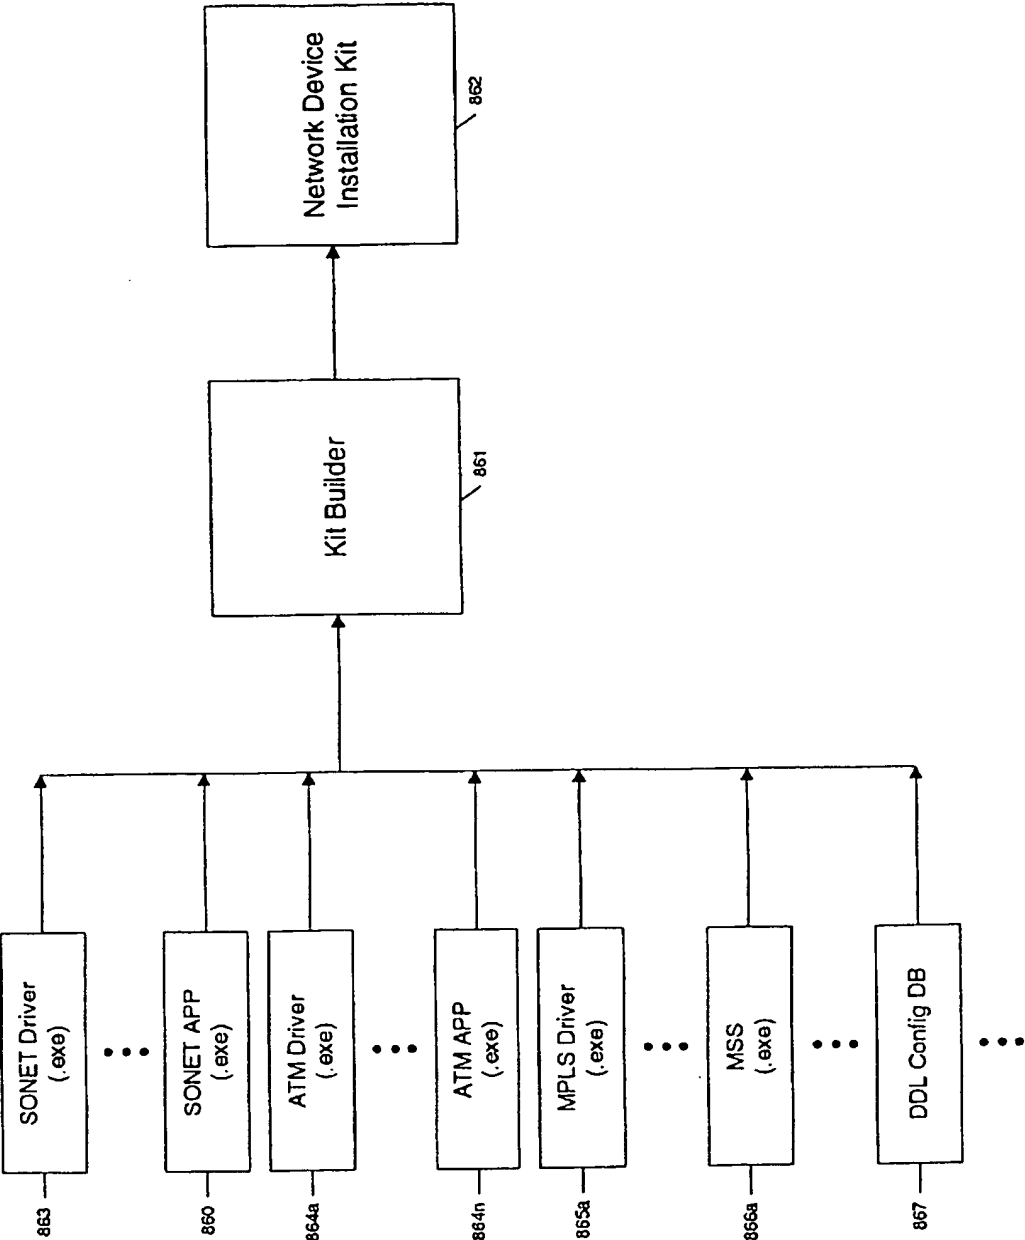 863
SONET Driver
(.exe)
860
SONET APP
(.exe)
864a
ATM Driver
(.exe)
864n
ATM APP
(.exe)
865a
MPLS Driver
(.exe)
866a
MSS
(.exe)
867
DDL Config DB
Kit Builder
861
Network Device
Installation Kit
862